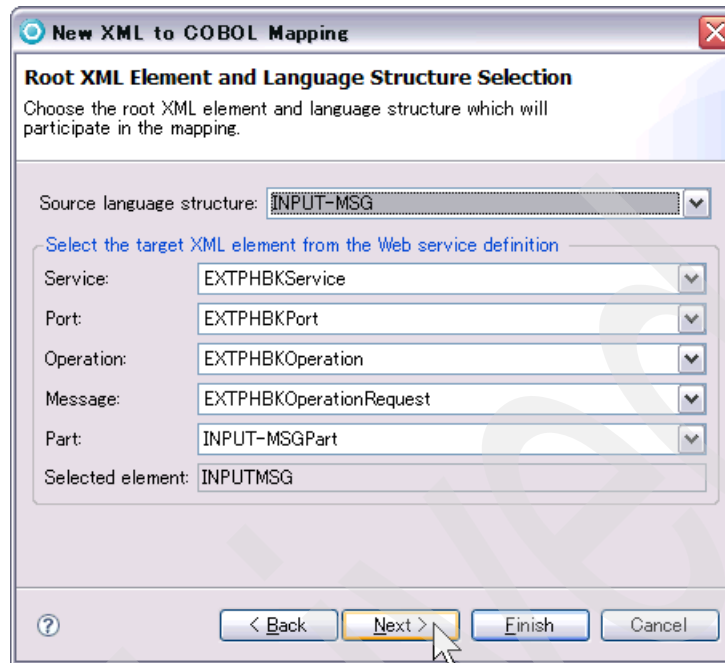 New XML to COBOL Mapping
Root XML Element and Language Structure Selection
Choose the root XML element and language structure which will
participate in the mapping.
Source language structure: INPUT-MSG
Select the target XML element from the Web service definition
Service: EXTPHBKService
Port: EXTPHBKPort
Operation: EXTPHBKOperation
Message: EXTPHBKOperationRequest
Part: INPUT-MSGPart
Selected element: INPUTMSG
? < Back Next > Finish Cancel